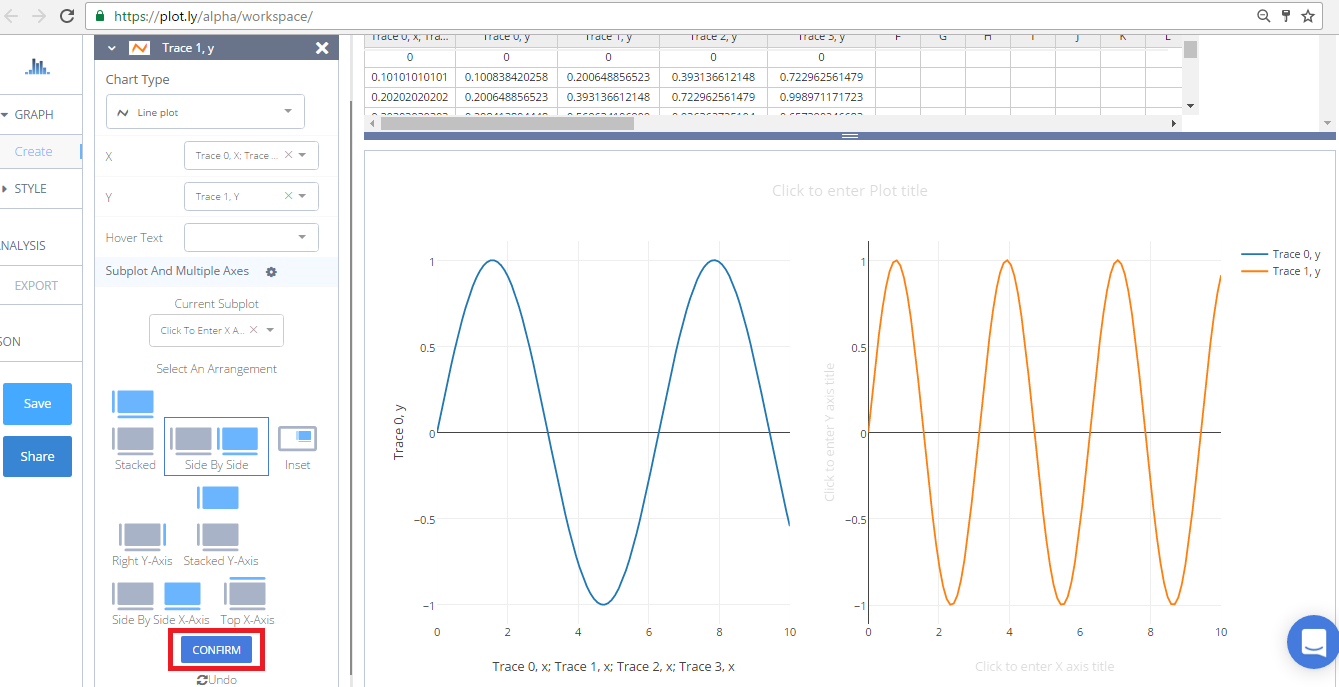 https://plot.ly/alpha/workspace/
Trace 1, y
Chart Type
Line plot
X
Trace 0, X; Trace ...
Y
Trace 1, Y
Hover Text
Subplot And Multiple Axes
Current Subplot
Click To Enter X A...
Select An Arrangement
Stacked
Side By Side
Inset
Right Y-Axis
Stacked Y-Axis
Side By Side X-Axis
Top X-Axis
CONFIRM
Undo
GRAPH
Create
STYLE
NALYSIS
EXPORT
SON
Save
Share
Trace 0, x; Tra... Trace 0, y Trace 1, y Trace 2, y Trace 3, y F G H I J K L
0 0 0 0 0
0.10101010101 0.100838420258 0.200648856523 0.393136612148 0.722962561479
0.20202020202 0.200648856523 0.393136612148 0.722962561479 0.998971171723
Click to enter Plot title
Trace 0, y
Trace 1, y
1
0.5
0
−0.5
−1
Trace 0, y
0 2 4 6 8 10
Trace 0, x; Trace 1, x; Trace 2, x; Trace 3, x
1
0.5
0
−0.5
−1
Click to enter Y axis title
0 2 4 6 8 10
Click to enter X axis title